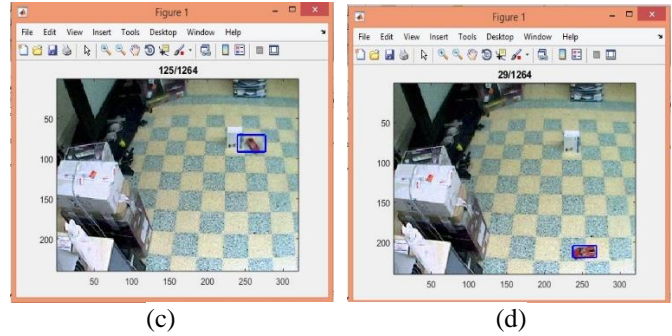 Figure 1
File Edit View Insert Tools Desktop Window Help
125/1264
50
100
150
200
50 100 150 200 250 300
(c)
Figure 1
File Edit View Insert Tools Desktop Window Help
29/1264
50
100
150
200
50 100 150 200 250 300
(d)